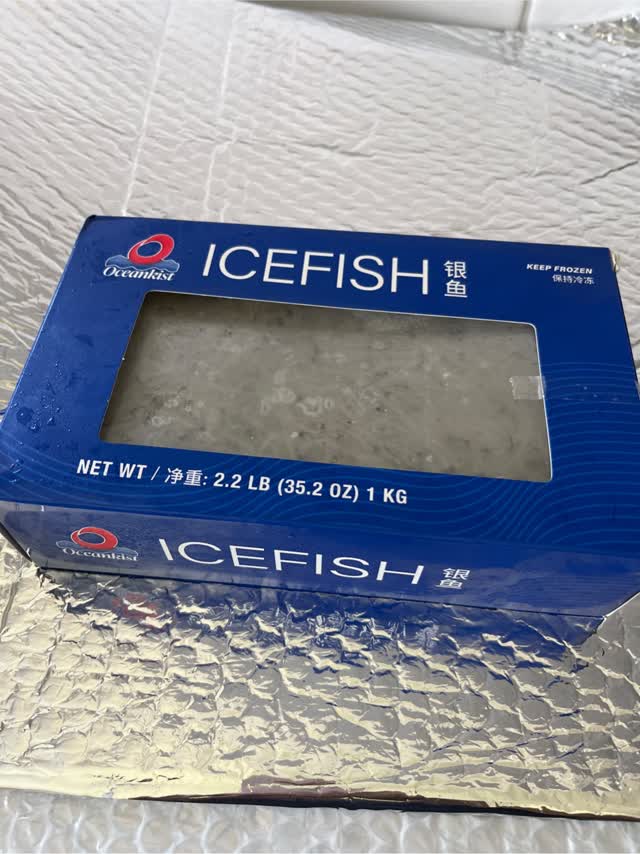 Oceankist
ICEFISH 银鱼
KEEP FROZEN
保持冷冻
NET WT / 净重: 2.2 LB (35.2 OZ) 1 KG
Oceankist
ICEFISH 银鱼